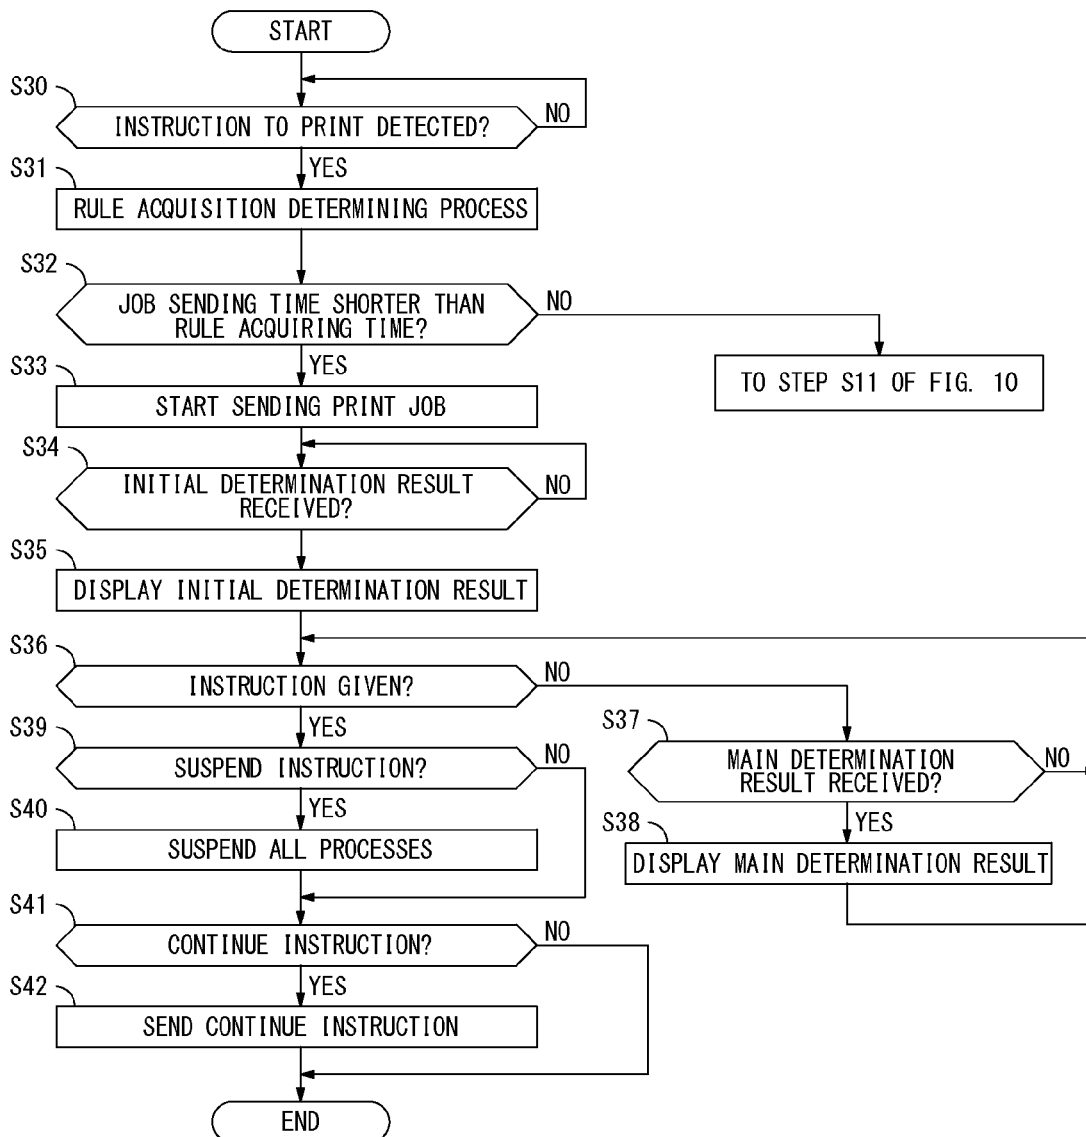 START
S30
INSTRUCTION TO PRINT DETECTED?
NO
YES
S31
RULE ACQUISITION DETERMINING PROCESS
S32
JOB SENDING TIME SHORTER THAN
RULE ACQUIRING TIME?
NO
YES
TO STEP S11 OF FIG. 10
S33
START SENDING PRINT JOB
S34
INITIAL DETERMINATION RESULT
RECEIVED?
NO
S35
DISPLAY INITIAL DETERMINATION RESULT
S36
INSTRUCTION GIVEN?
NO
YES
S37
MAIN DETERMINATION
RESULT RECEIVED?
NO
YES
S38
DISPLAY MAIN DETERMINATION RESULT
S39
SUSPEND INSTRUCTION?
NO
YES
S40
SUSPEND ALL PROCESSES
S41
CONTINUE INSTRUCTION?
NO
YES
S42
SEND CONTINUE INSTRUCTION
END